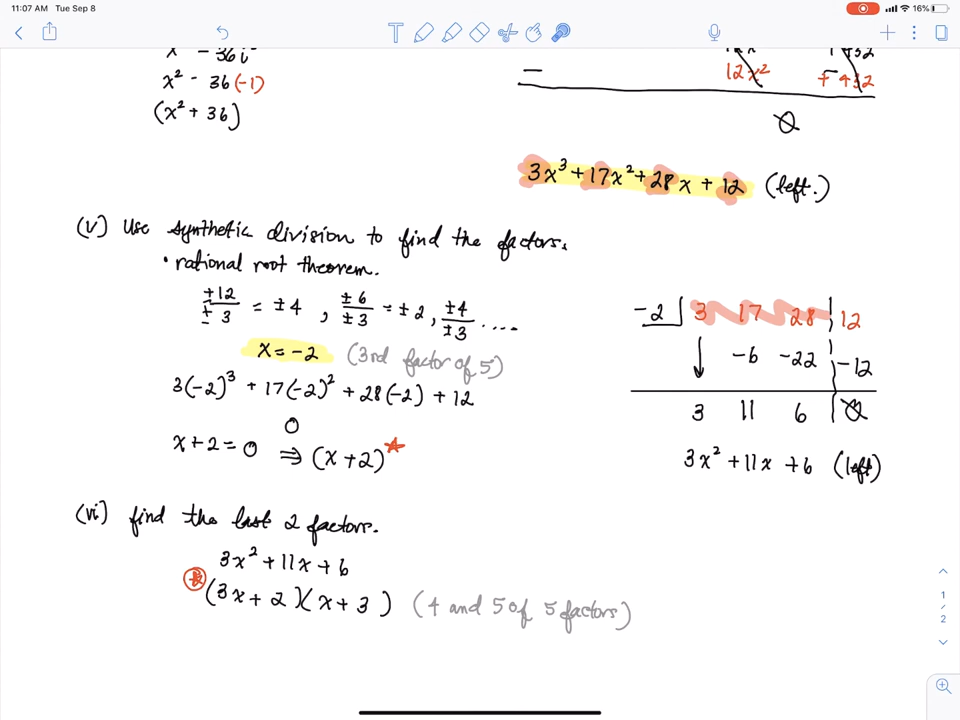 11:07 AM Tue Sep 8
16%
x² - 36(-1)
(x² + 36)
12x²
0
3x³ + 17x² + 28x + 12 (left.)
(v) Use synthetic division to find the factors.
• rational root theorem.
±12/±3 = ±4, ±6/±3 = ±2, ±4/±3 ....
x = -2 (3rd factor of 5)
3(-2)³ + 17(-2)² + 28(-2) + 12
0
x + 2 = 0 ⇒ (x+2)*
-2 | 3 17 28 | 12
↓ -6 -22 | -12
3 11 6 | 0
3x² + 11x + 6 (left)
(vi) find the last 2 factors.
3x² + 11x + 6
(3x + 2)(x + 3) (4 and 5 of 5 factors)
1
/
2